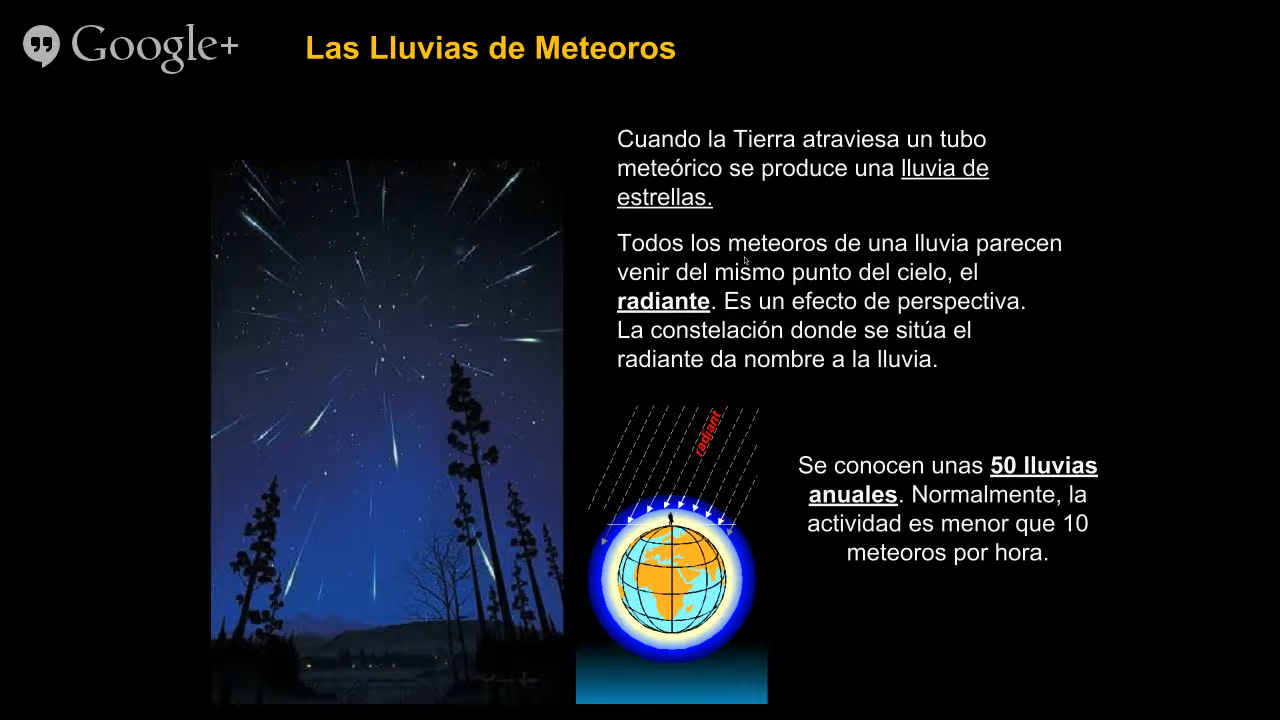 Google+
Las Lluvias de Meteoros
Cuando la Tierra atraviesa un tubo
meteórico se produce una lluvia de
estrellas.
Todos los meteoros de una lluvia parecen
venir del mismo punto del cielo, el
radiante. Es un efecto de perspectiva.
La constelación donde se sitúa el
radiante da nombre a la lluvia.
radiant
Se conocen unas 50 lluvias
anuales. Normalmente, la
actividad es menor que 10
meteoros por hora.